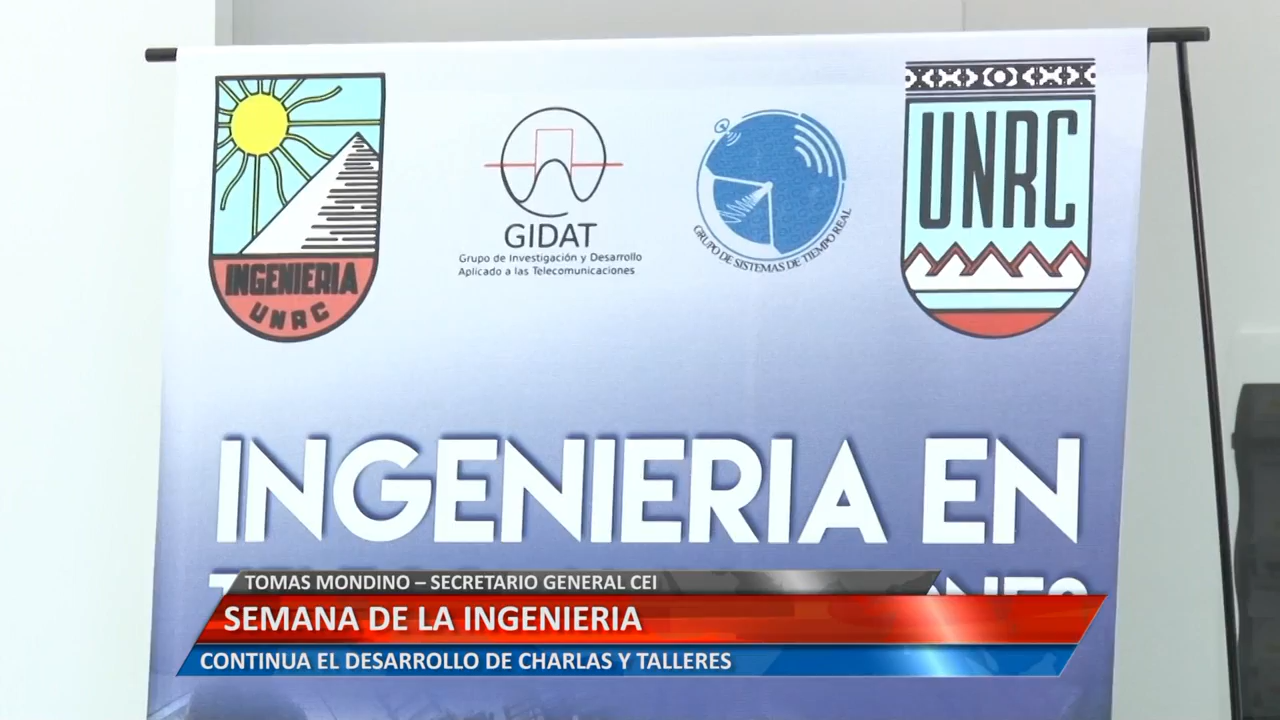 INGENIERIA
UNRC
GIDAT
Grupo de Investigación y Desarrollo
Aplicado a las Telecomunicaciones
GRUPO DE SISTEMAS DE TIEMPO REAL
UNRC
INGENIERIA EN
TOMAS MONDINO – SECRETARIO GENERAL CEI
SEMANA DE LA INGENIERIA
CONTINUA EL DESARROLLO DE CHARLAS Y TALLERES